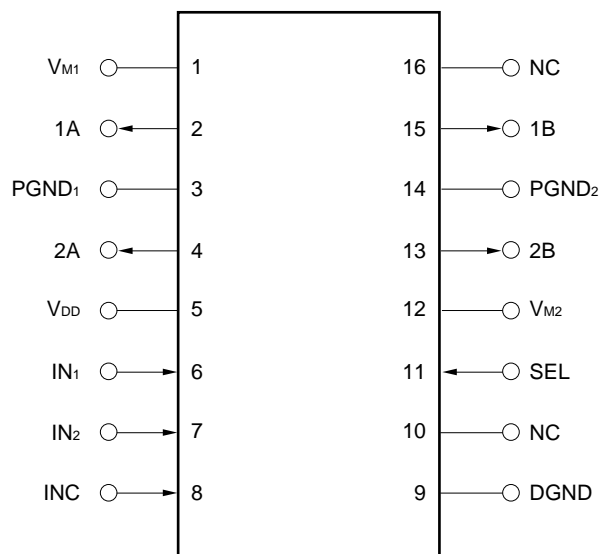 VM1 1 16 NC
1A 2 15 1B
PGND1 3 14 PGND2
2A 4 13 2B
VDD 5 12 VM2
IN1 6 11 SEL
IN2 7 10 NC
INC 8 9 DGND